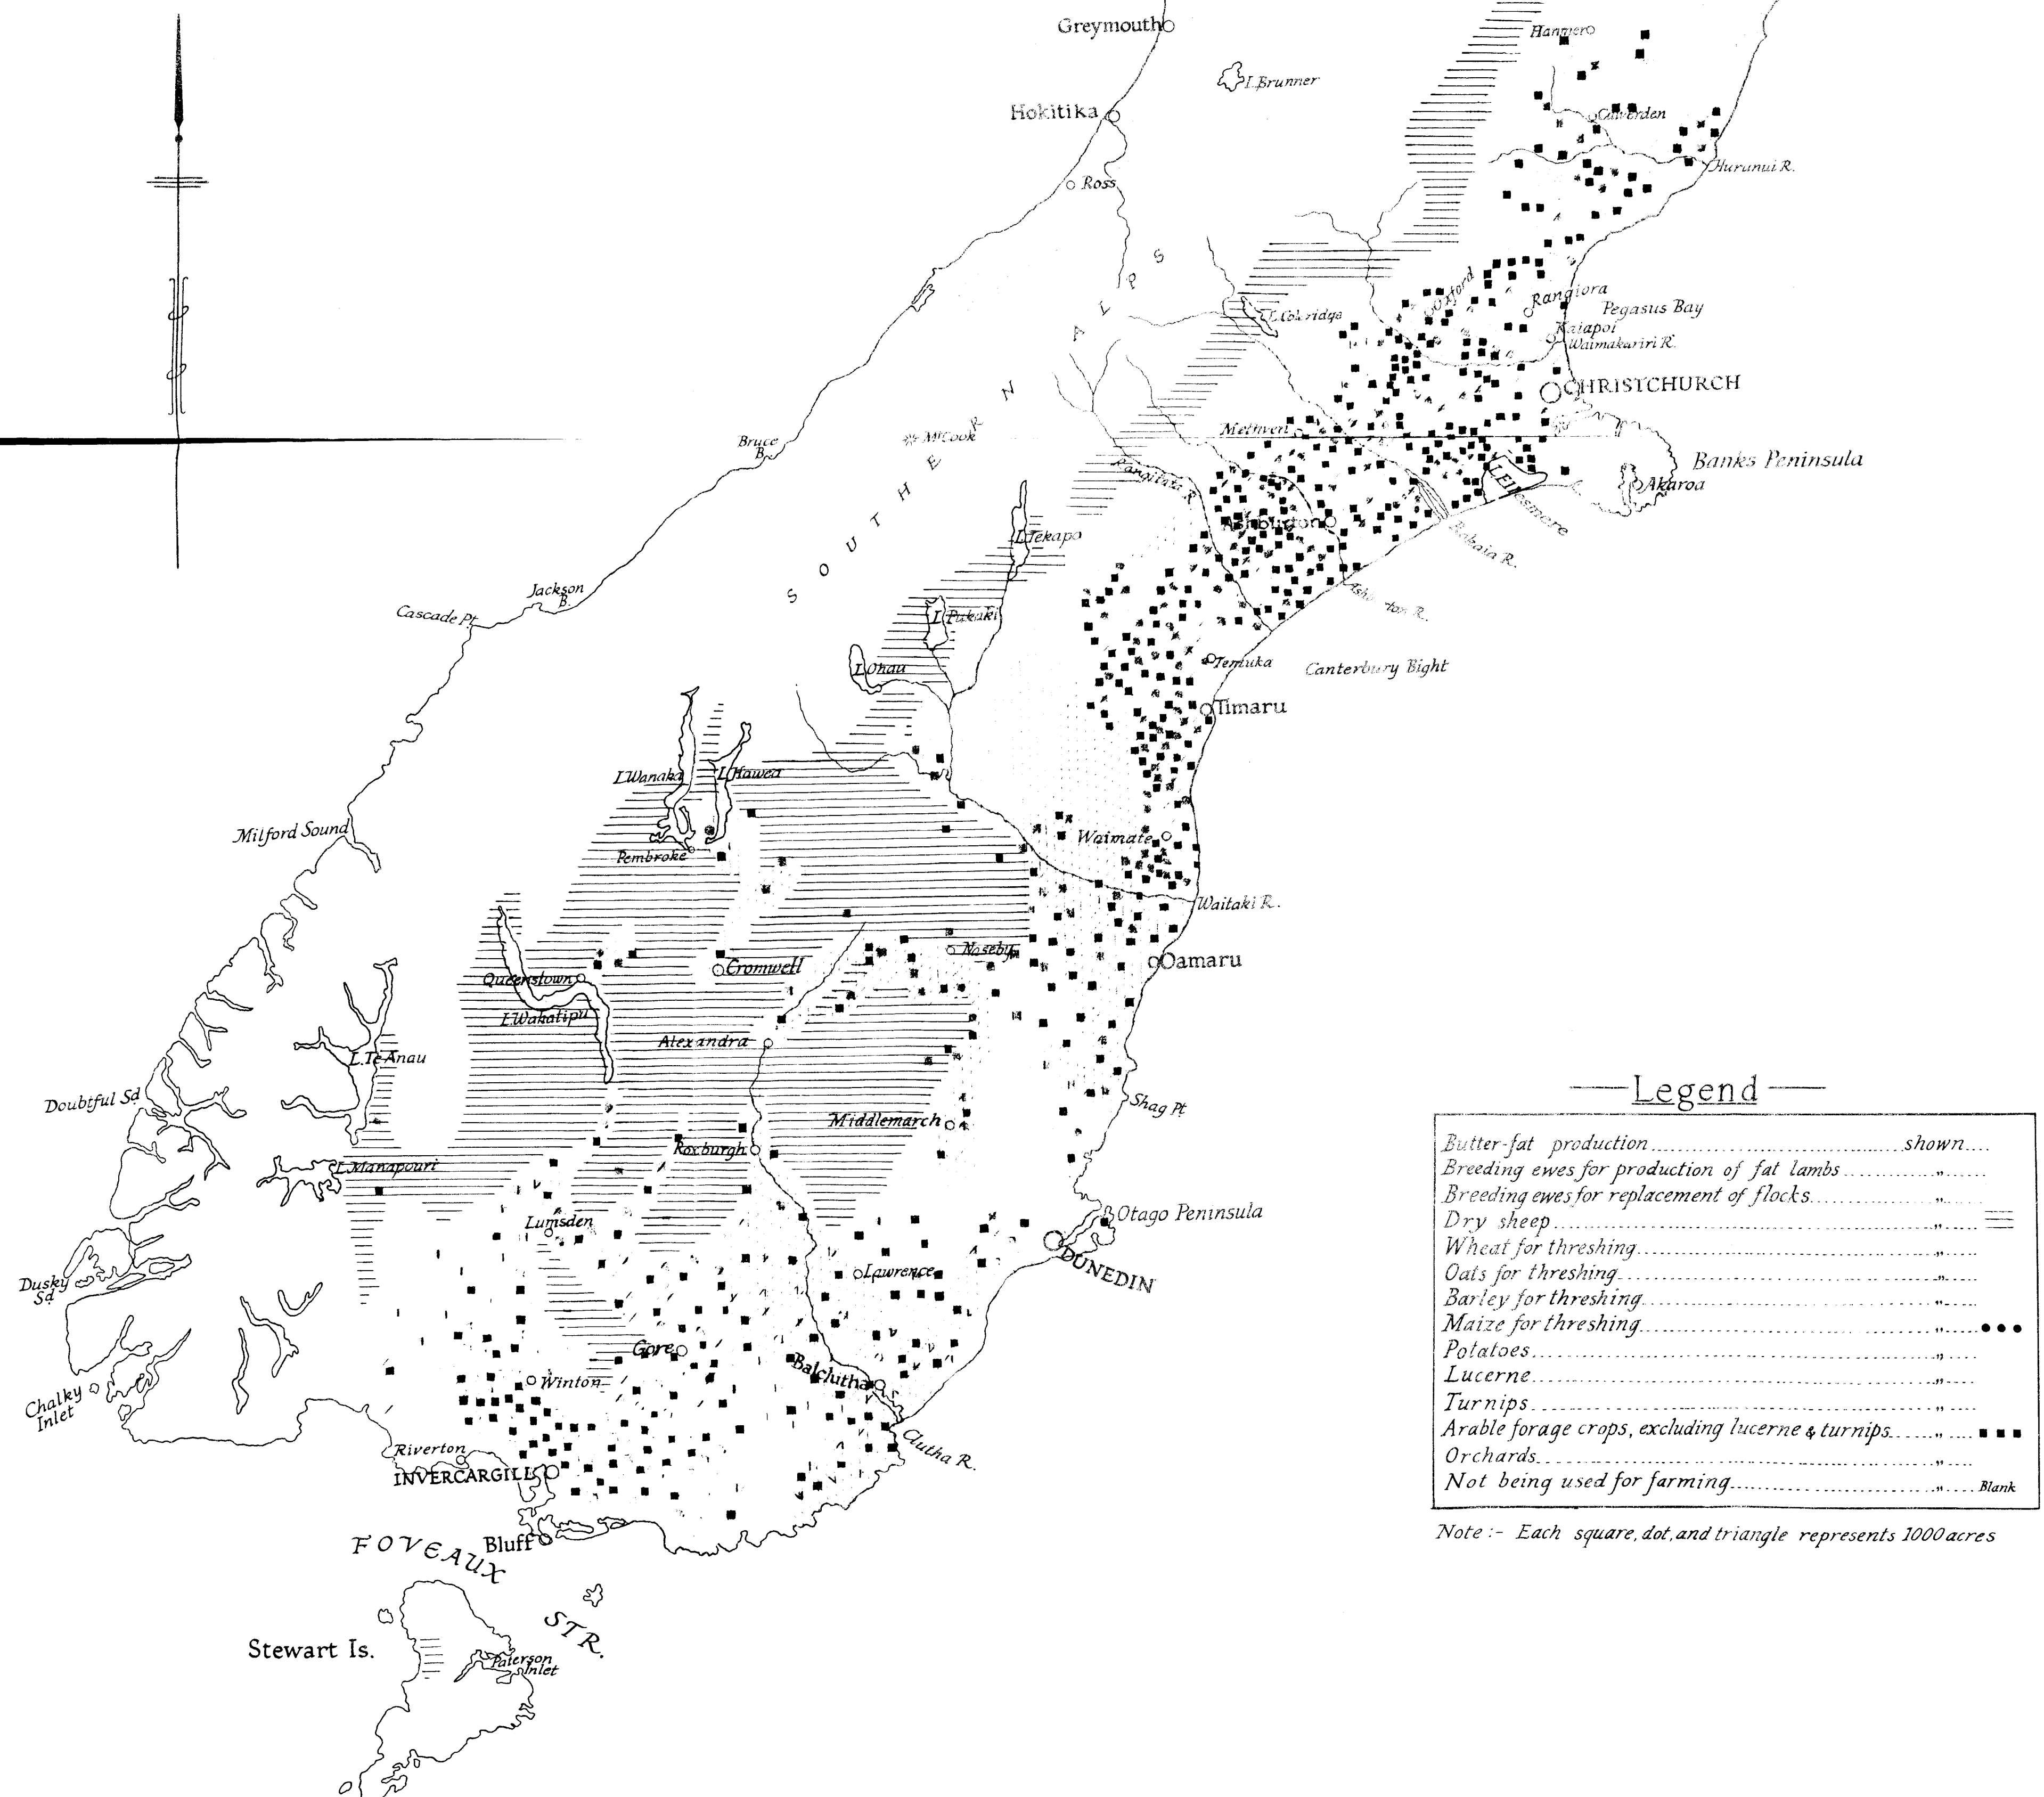 Greymouth
Hanmer
L. Brunner
Hokitika
Culverden
Ross
Hurunui R.
SOUTHERN ALPS
Oxford
Rangiora
Pegasus Bay
L. Coleridge
Kaiapoi
Waimakariri R.
CHRISTCHURCH
Methven
Bruce
B.
Mt Cook
Banks Peninsula
Rangitata R.
Akaroa
Ellesmere
Ashburton
Rakaia R.
L. Tekapo
Jackson
B.
Ashburton R.
Cascade Pt.
L. Pukaki
L. Ohau
Temuka
Canterbury Bight
Timaru
L. Wanaka
L. Hawea
Milford Sound
Waimate
Pembroke
Waitaki R.
Naseby
Oamaru
Cromwell
Queenstown
L. Wakatipu
Alexandra
L. Te Anau
Doubtful Sd
Shag Pt
Middlemarch
Roxburgh
L. Manapouri
Otago Peninsula
Lumsden
DUNEDIN
Lawrence
Dusky
Sd
Gore
Balclutha
Winton
Chalky
Inlet
Clutha R.
Riverton
INVERCARGILL
Bluff
FOVEAUX
STR.
Stewart Is.
Paterson
Inlet
Legend
Butter-fat production shown
Breeding ewes for production of fat lambs "
Breeding ewes for replacement of flocks "
Dry sheep "
Wheat for threshing "
Oats for threshing "
Barley for threshing "
Maize for threshing "
Potatoes "
Lucerne "
Turnips "
Arable forage crops, excluding lucerne & turnips "
Orchards "
Not being used for farming " Blank
Note :- Each square, dot, and triangle represents 1000 acres